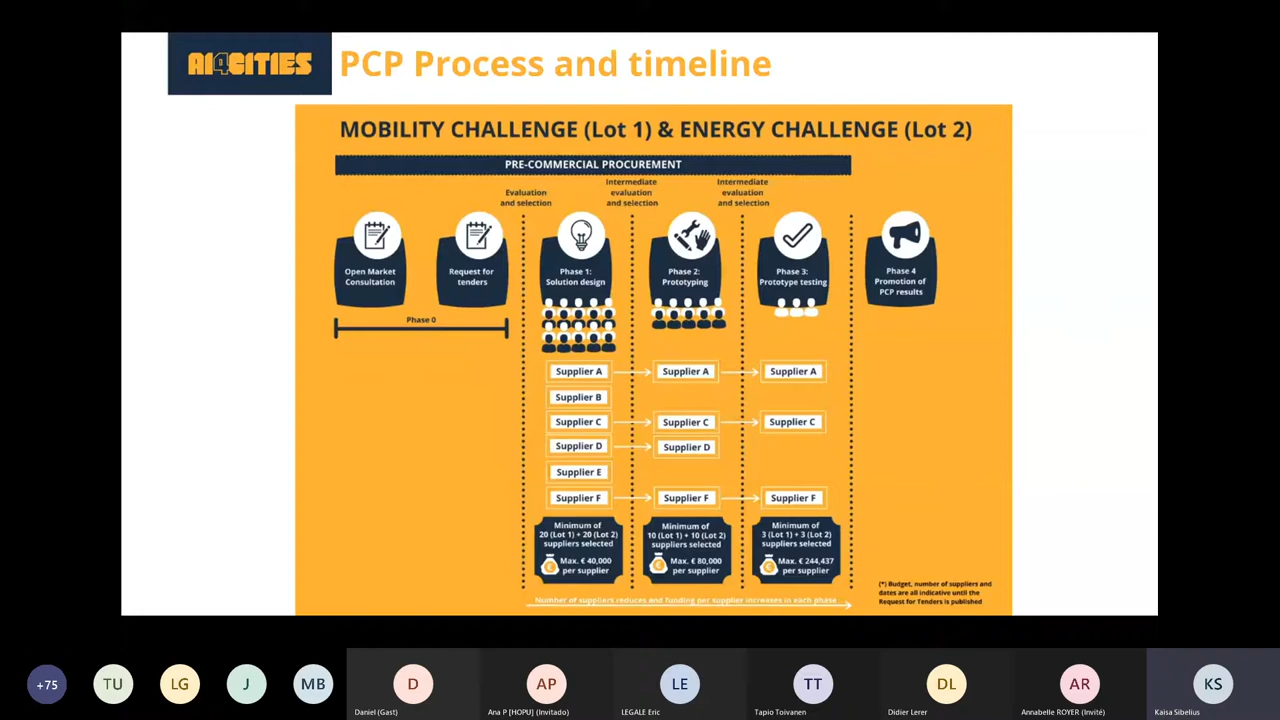 AI4CITIES
PCP Process and timeline
MOBILITY CHALLENGE (Lot 1) & ENERGY CHALLENGE (Lot 2)
PRE-COMMERCIAL PROCUREMENT
Evaluation
and selection
Intermediate
evaluation
and selection
Intermediate
evaluation
and selection
Open Market
Consultation
Request for
tenders
Phase 1:
Solution design
Phase 2:
Prototyping
Phase 3:
Prototype testing
Phase 4
Promotion of
PCP results
Phase 0
Supplier A
Supplier A
Supplier A
Supplier B
Supplier C
Supplier C
Supplier C
Supplier D
Supplier D
Supplier E
Supplier F
Supplier F
Supplier F
Minimum of
20 (Lot 1) + 20 (Lot 2)
suppliers selected
Max. € 40,000
per supplier
Minimum of
10 (Lot 1) + 10 (Lot 2)
suppliers selected
Max. € 80,000
per supplier
Minimum of
3 (Lot 1) + 3 (Lot 2)
suppliers selected
Max. € 244,437
per supplier
Number of suppliers reduces and funding per supplier increases in each phase
(*) Budget, number of suppliers and
dates are all indicative until the
Request for Tenders is published
+75
TU
LG
J
MB
D
Daniel (Gast)
AP
Ana P [HOPU] (Invitado)
LE
LEGALE Eric
TT
Tapio Toivanen
DL
Didier Lerer
AR
Annabelle ROYER (Invité)
KS
Kaisa Sibelius